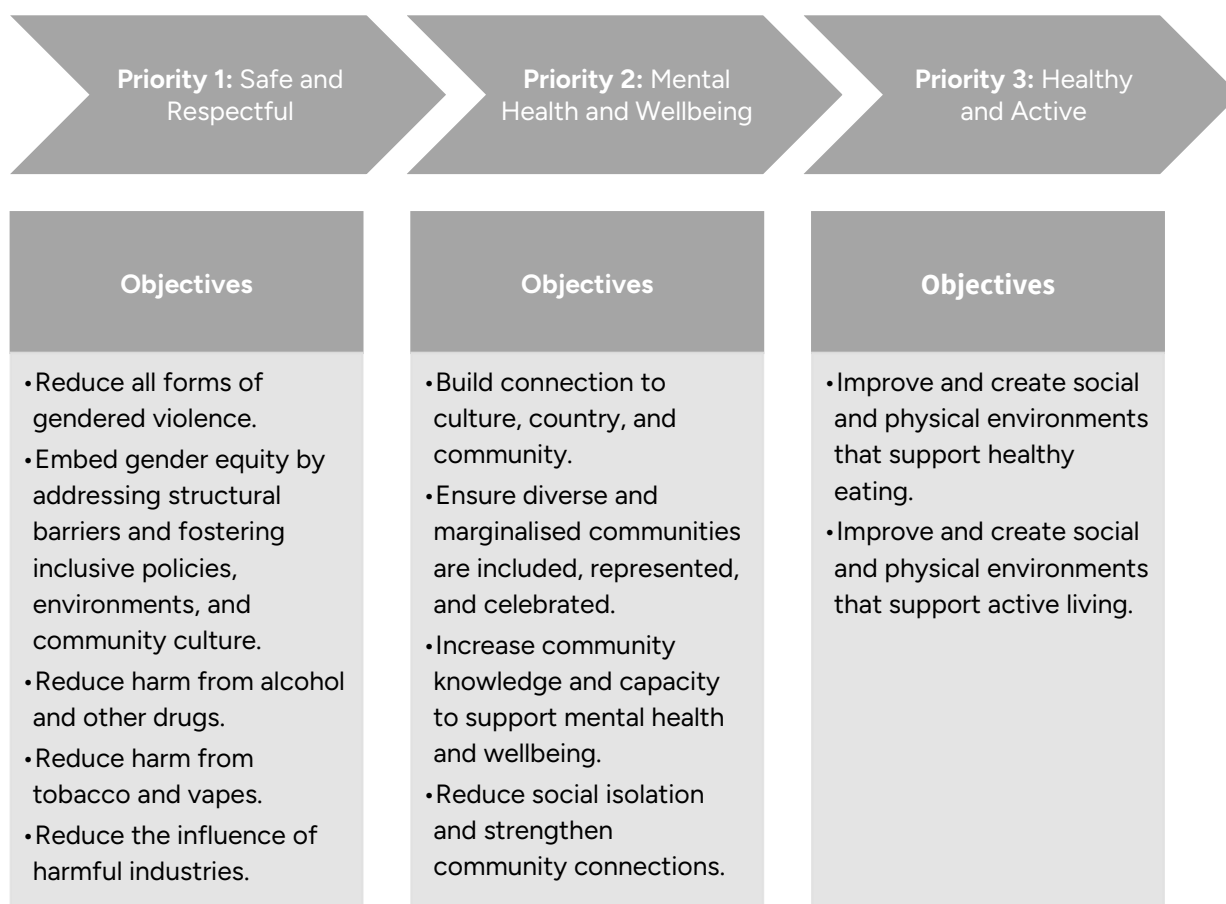 Priority 1: Safe and
Respectful
Priority 2: Mental
Health and Wellbeing
Priority 3: Healthy
and Active
Objectives
•Reduce all forms of
gendered violence.
•Embed gender equity by
addressing structural
barriers and fostering
inclusive policies,
environments, and
community culture.
•Reduce harm from alcohol
and other drugs.
•Reduce harm from
tobacco and vapes.
•Reduce the influence of
harmful industries.
Objectives
•Build connection to
culture, country, and
community.
•Ensure diverse and
marginalised communities
are included, represented,
and celebrated.
•Increase community
knowledge and capacity
to support mental health
and wellbeing.
•Reduce social isolation
and strengthen
community connections.
Objectives
•Improve and create social
and physical environments
that support healthy
eating.
•Improve and create social
and physical environments
that support active living.